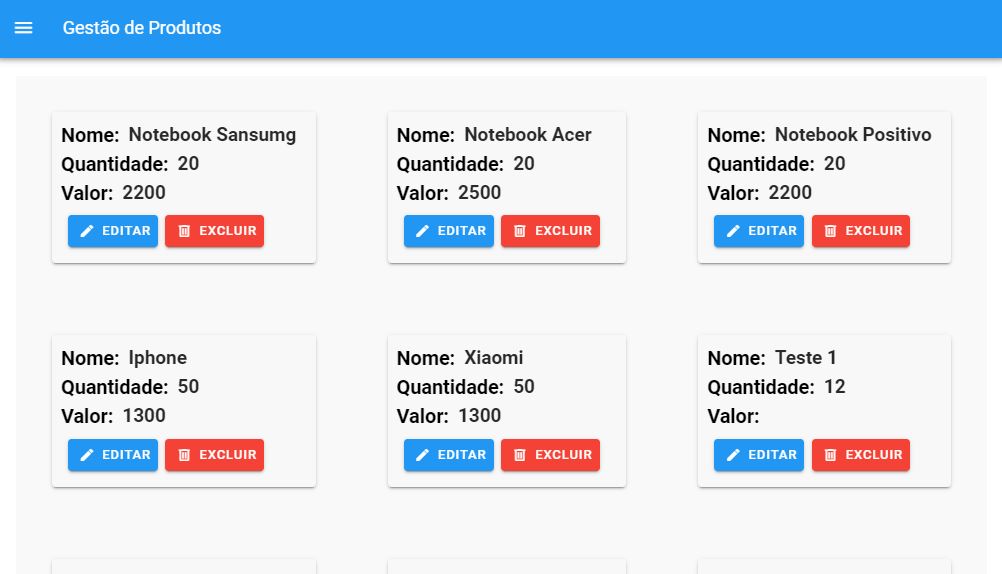 Gestão de Produtos
Nome: Notebook Sansumg
Quantidade: 20
Valor: 2200
EDITAR EXCLUIR
Nome: Notebook Acer
Quantidade: 20
Valor: 2500
EDITAR EXCLUIR
Nome: Notebook Positivo
Quantidade: 20
Valor: 2200
EDITAR EXCLUIR
Nome: Iphone
Quantidade: 50
Valor: 1300
EDITAR EXCLUIR
Nome: Xiaomi
Quantidade: 50
Valor: 1300
EDITAR EXCLUIR
Nome: Teste 1
Quantidade: 12
Valor:
EDITAR EXCLUIR